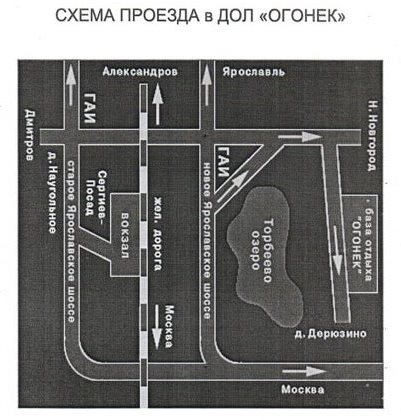 СХЕМА ПРОЕЗДА в ДОЛ «ОГОНЕК»
Александров
Ярославль
Дмитров
ГАИ
д. Наугольное
старое Ярославское шоссе
Сергиев-
Посад
вокзал
жел. дорога
Москва
ГАИ
новое Ярославское шоссе
Торбеево
озеро
Н. Новгород
база отдыха
"ОГОНЕК"
д. Дерюзино
Москва